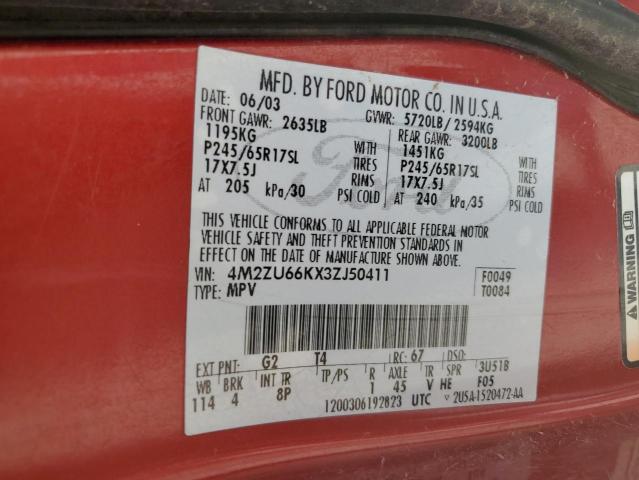 MFD. BY FORD MOTOR CO. IN U.S.A.
DATE: 06/03 GVWR: 5720LB/2594KG
FRONT GAWR: 2635LB REAR GAWR: 3200LB
1195KG WITH 1451KG WITH
P245/65R17SL TIRES P245/65R17SL TIRES
17X7.5J RIMS 17X7.5J RIMS
AT 205 kPa/30 PSI COLD AT 240 kPa/35 PSI COLD
THIS VEHICLE CONFORMS TO ALL APPLICABLE FEDERAL MOTOR
VEHICLE SAFETY AND THEFT PREVENTION STANDARDS IN
EFFECT ON THE DATE OF MANUFACTURE SHOWN ABOVE.
VIN: 4M2ZU66KX3ZJ50411 F0049
TYPE: MPV T0084
Ford
EXT PNT: G2 T4 RC: 67 DSO:
WB BRK INT TR TP/PS R AXLE TR SPR 3U51B
114 4 8P 1 45 V HE F05
1200306192823 UTC 2U5A-1520472-AA
WARNING